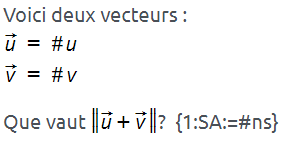 Voici deux vecteurs :
u⃗ = #u
v⃗ = #v
Que vaut ‖u⃗ + v⃗‖? {1:SA:=#ns}